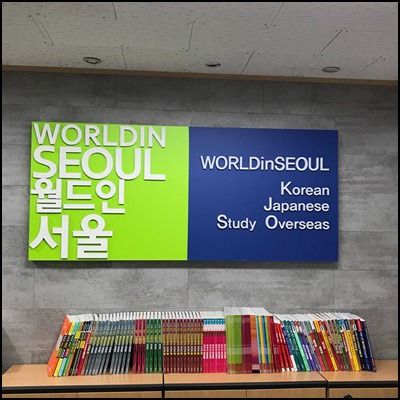 WORLDIN
SEOUL
월드인
서울
WORLDinSEOUL
Korean
Japanese
Study Overseas